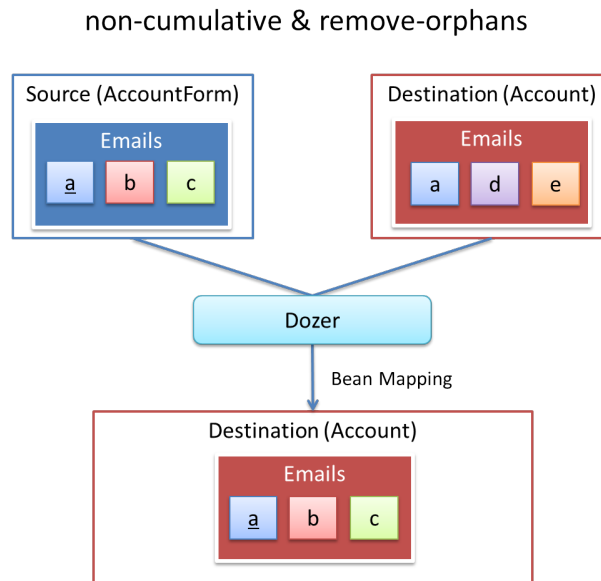 non-cumulative & remove-orphans
Source (AccountForm)
Emails
a b c
Destination (Account)
Emails
a d e
Dozer
Bean Mapping
Destination (Account)
Emails
a b c